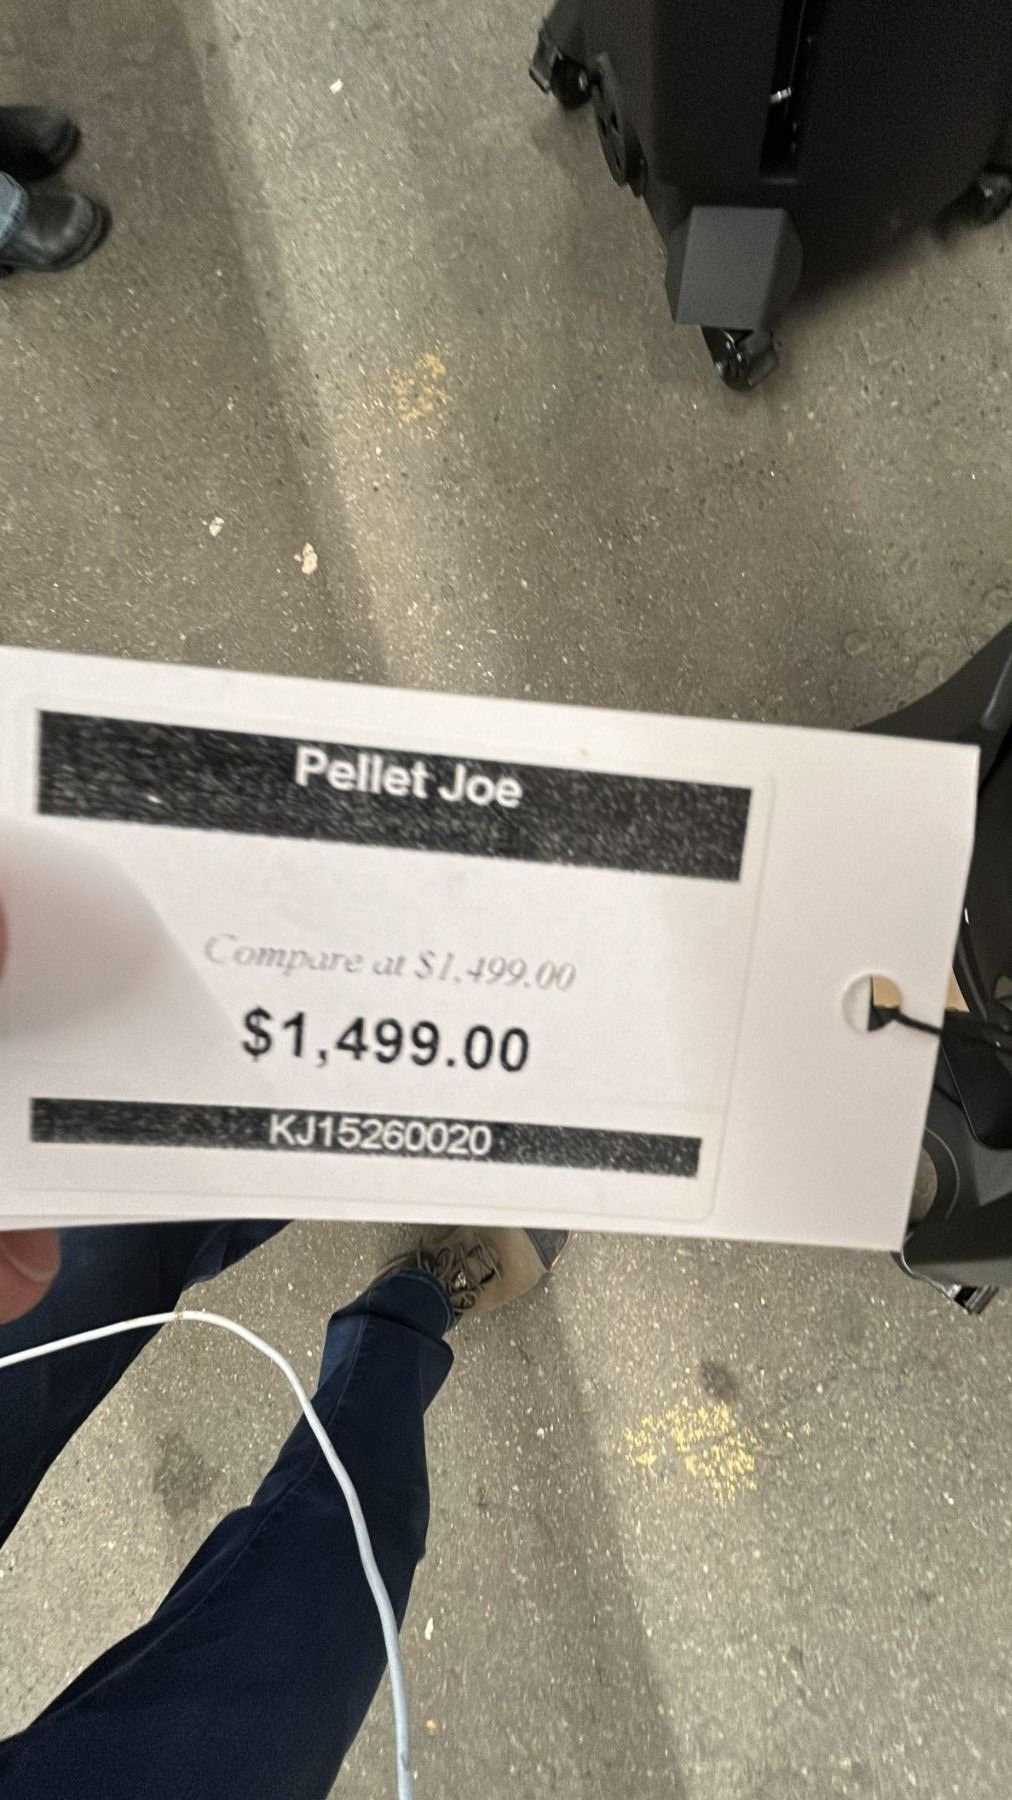 Pellet Joe
Compare at $1,499.00
$1,499.00
KJ15260020